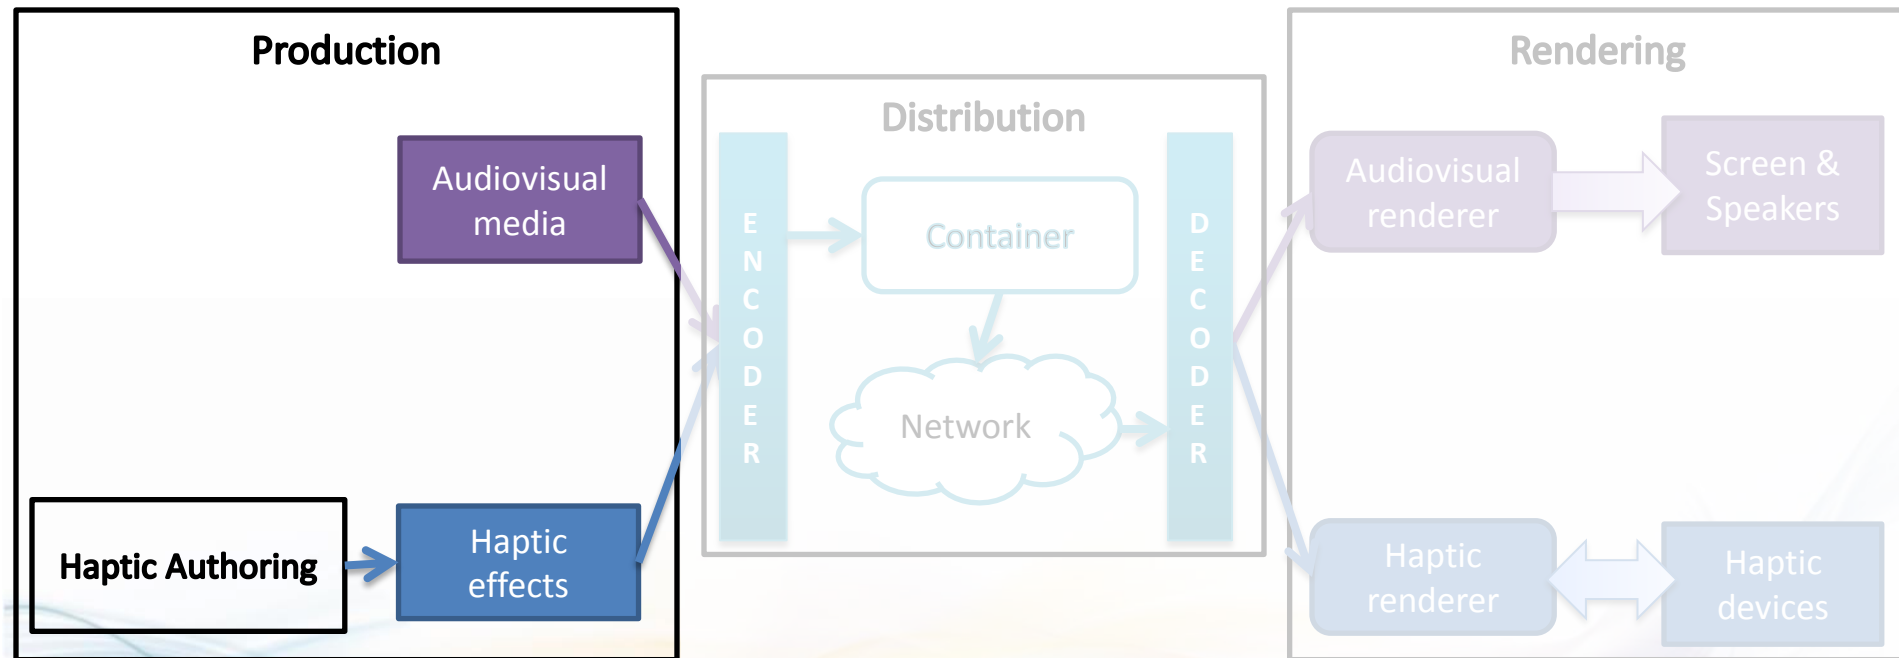 Production
Audiovisual
media
Haptic Authoring
Haptic
effects
Distribution
E
N
C
O
D
E
R
Container
Network
D
E
C
O
D
E
R
Rendering
Audiovisual
renderer
Screen &
Speakers
Haptic
renderer
Haptic
devices